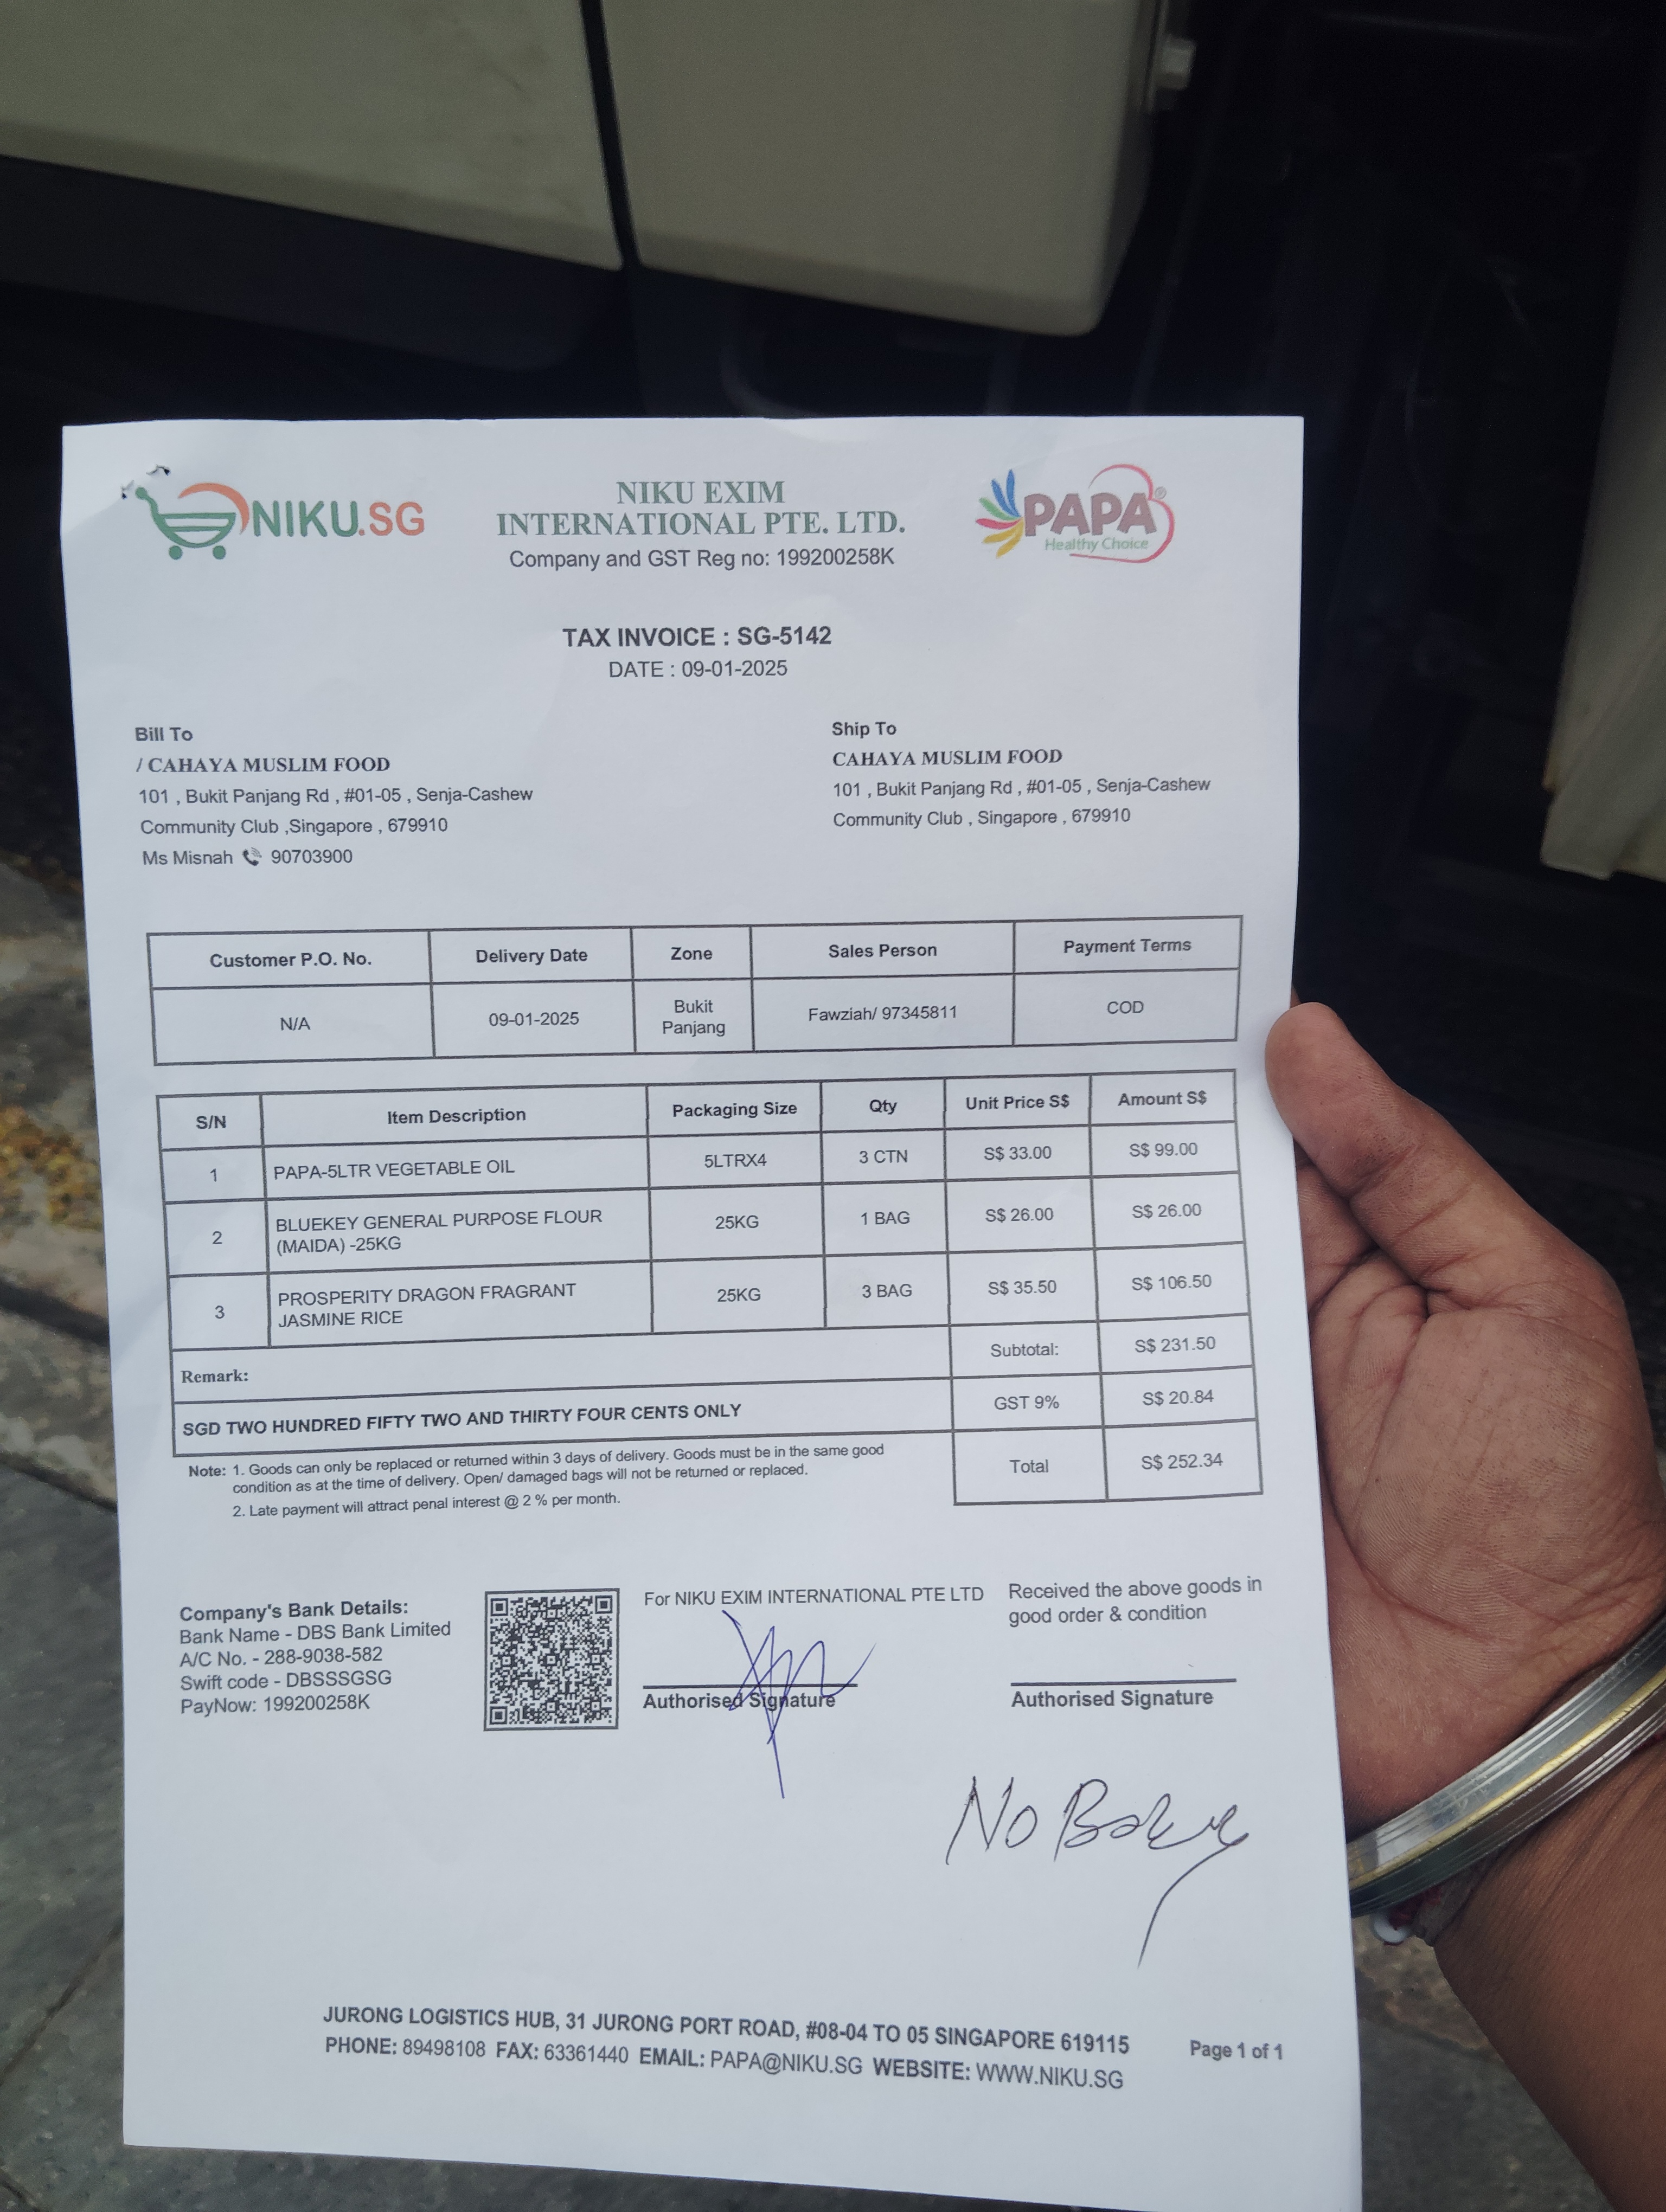 NIKU.SG
NIKU EXIM
INTERNATIONAL PTE. LTD.
Company and GST Reg no: 199200258K
PAPA®
Healthy Choice
TAX INVOICE : SG-5142
DATE : 09-01-2025
Bill To
/ CAHAYA MUSLIM FOOD
101 , Bukit Panjang Rd , #01-05 , Senja-Cashew
Community Club ,Singapore , 679910
Ms Misnah 90703900
Ship To
CAHAYA MUSLIM FOOD
101 , Bukit Panjang Rd , #01-05 , Senja-Cashew
Community Club , Singapore , 679910
Customer P.O. No. Delivery Date Zone Sales Person Payment Terms
N/A 09-01-2025 Bukit Panjang Fawziah/ 97345811 COD
S/N Item Description Packaging Size Qty Unit Price S$ Amount S$
1 PAPA-5LTR VEGETABLE OIL 5LTRX4 3 CTN S$ 33.00 S$ 99.00
2 BLUEKEY GENERAL PURPOSE FLOUR (MAIDA) -25KG 25KG 1 BAG S$ 26.00 S$ 26.00
3 PROSPERITY DRAGON FRAGRANT JASMINE RICE 25KG 3 BAG S$ 35.50 S$ 106.50
Remark:
Subtotal: S$ 231.50
SGD TWO HUNDRED FIFTY TWO AND THIRTY FOUR CENTS ONLY
GST 9% S$ 20.84
Total S$ 252.34
Note: 1. Goods can only be replaced or returned within 3 days of delivery. Goods must be in the same good
condition as at the time of delivery. Open/ damaged bags will not be returned or replaced.
2. Late payment will attract penal interest @ 2 % per month.
Company's Bank Details:
Bank Name - DBS Bank Limited
A/C No. - 288-9038-582
Swift code - DBSSSGSG
PayNow: 199200258K
For NIKU EXIM INTERNATIONAL PTE LTD
Authorised Signature
Received the above goods in
good order & condition
Authorised Signature
No
JURONG LOGISTICS HUB, 31 JURONG PORT ROAD, #08-04 TO 05 SINGAPORE 619115
PHONE: 89498108 FAX: 63361440 EMAIL: PAPA@NIKU.SG WEBSITE: WWW.NIKU.SG
Page 1 of 1